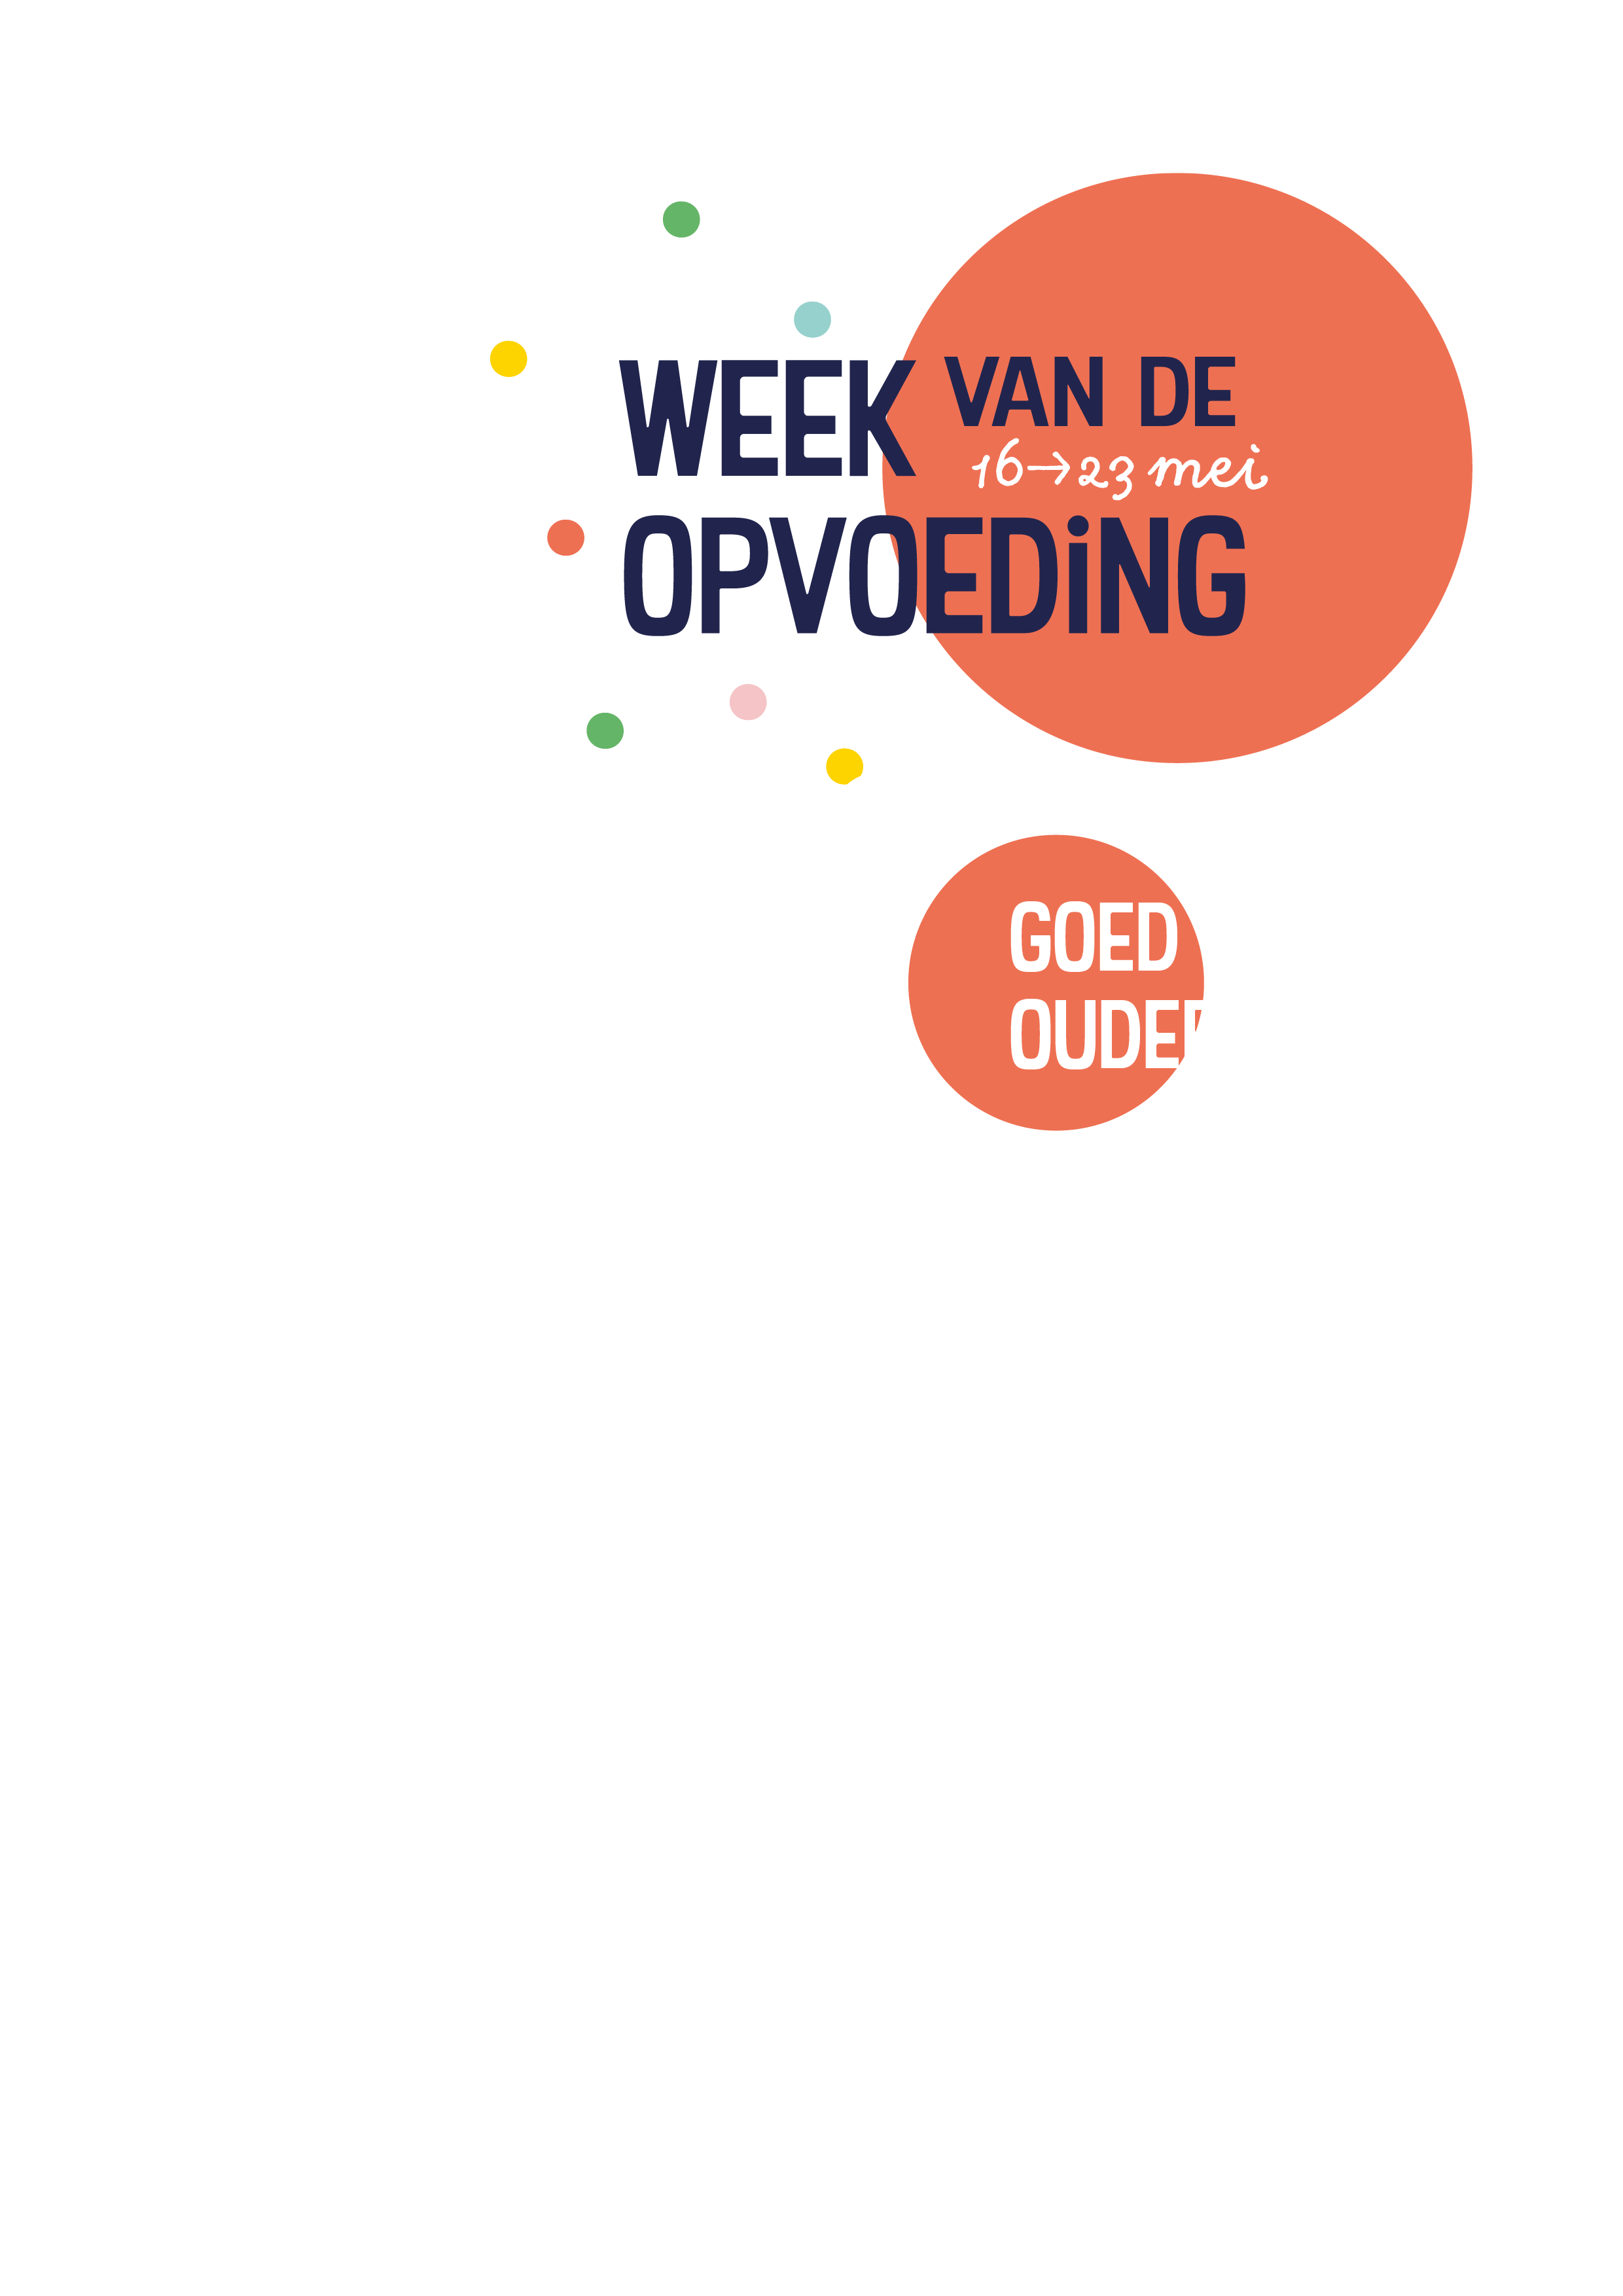 WEEK VAN DE
16→23 mei
OPVOEDiNG
GOED